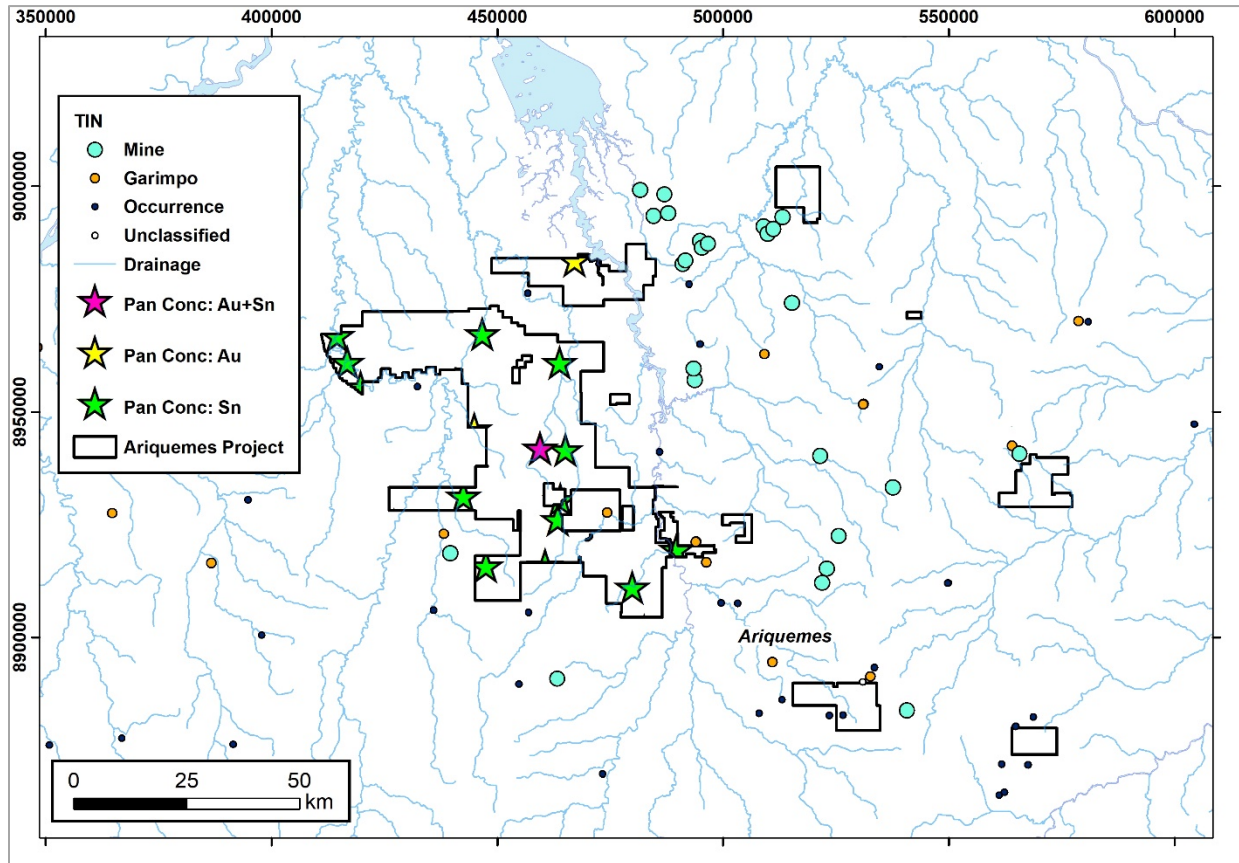 350000 400000 450000 500000 550000 600000
9000000
8950000
8900000
TIN
Mine
Garimpo
Occurrence
Unclassified
Drainage
Pan Conc: Au+Sn
Pan Conc: Au
Pan Conc: Sn
Ariquemes Project
Ariquemes
0 25 50
km